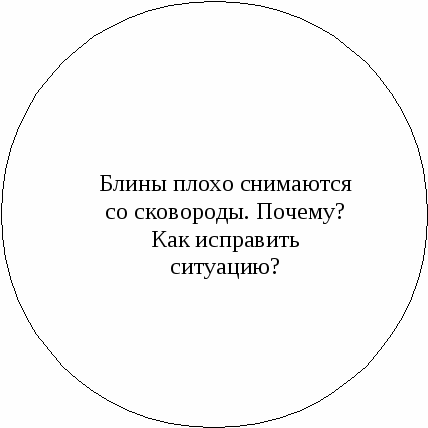 Блины плохо снимаются
со сковороды. Почему?
Как исправить
ситуацию?